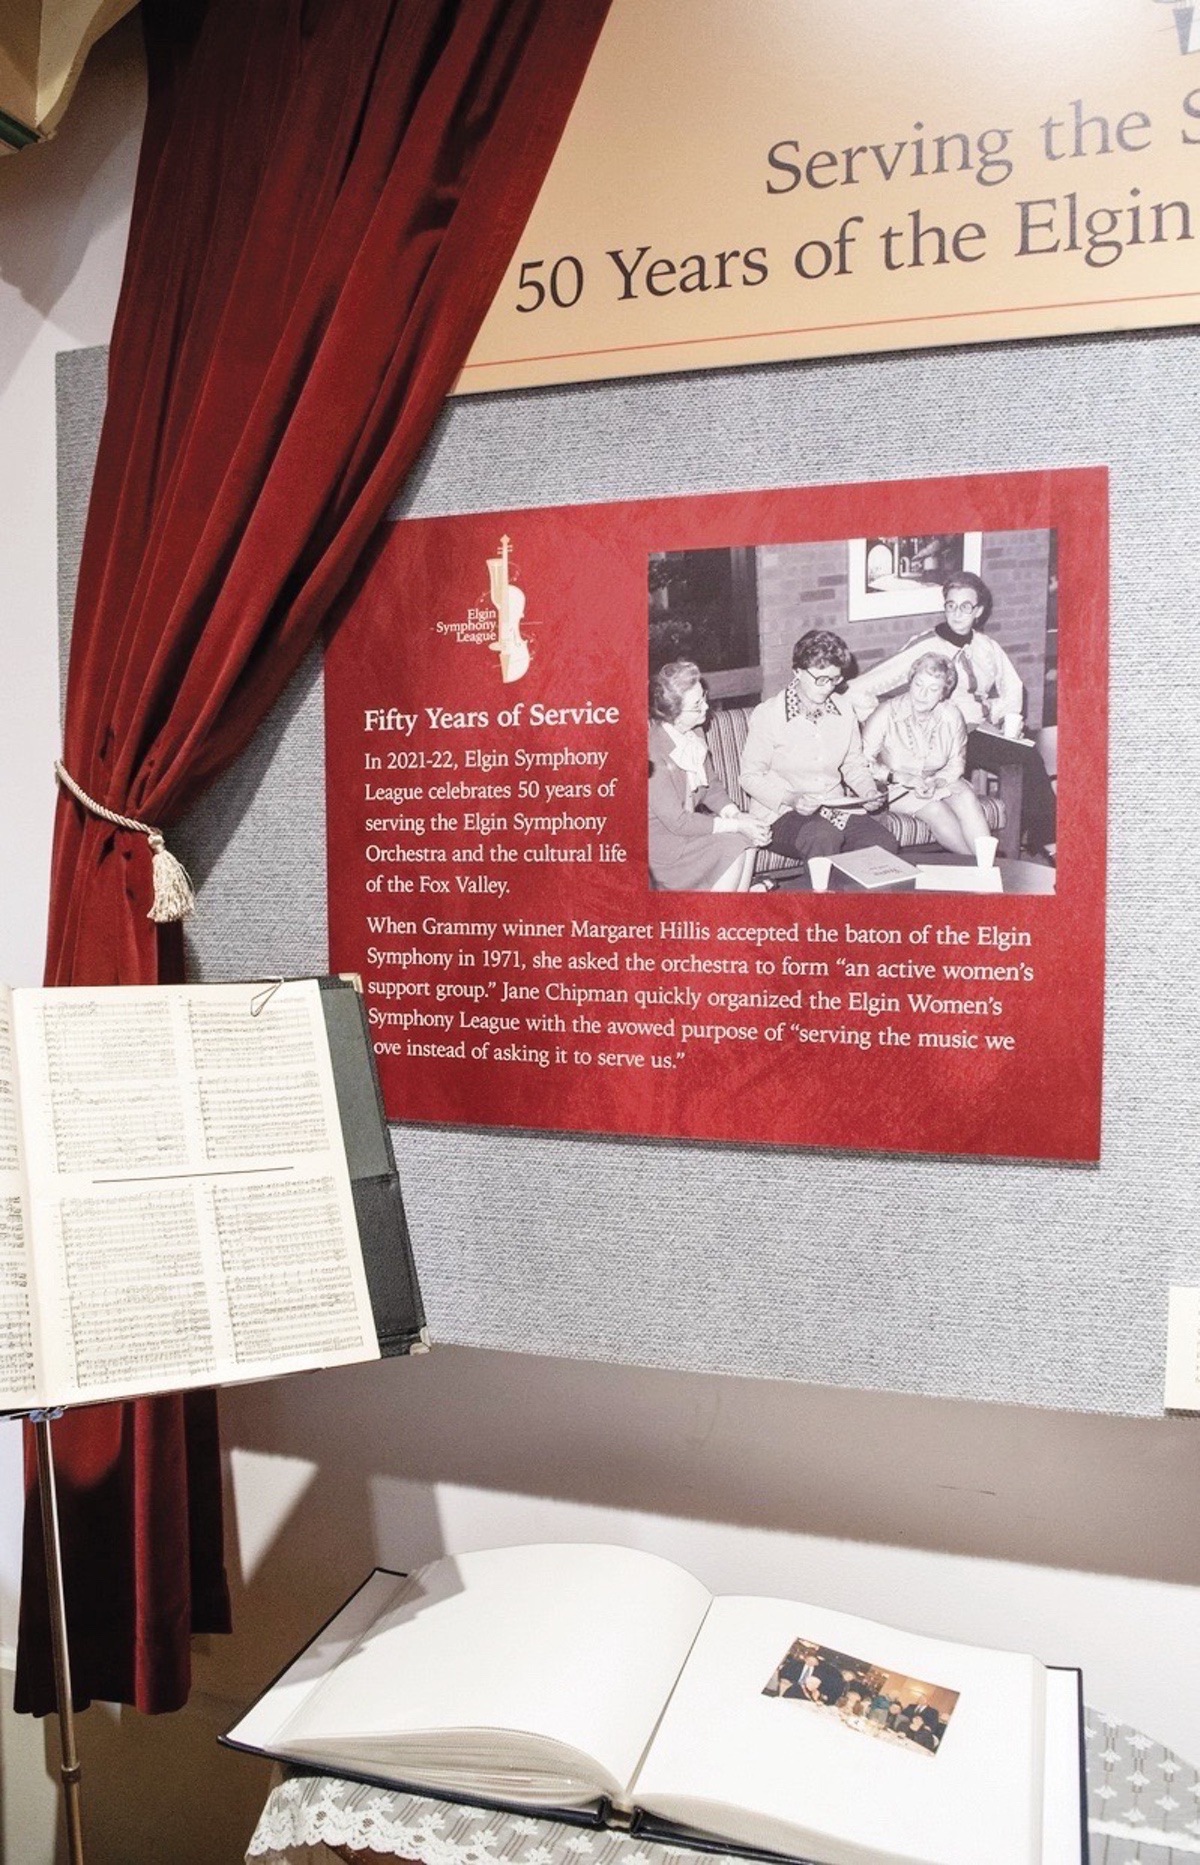 Serving the
50 Years of the Elgin
Elgin
Symphony
League
Fifty Years of Service
In 2021-22, Elgin Symphony
League celebrates 50 years of
serving the Elgin Symphony
Orchestra and the cultural life
of the Fox Valley.
When Grammy winner Margaret Hillis accepted the baton of the Elgin
Symphony in 1971, she asked the orchestra to form “an active women’s
support group.” Jane Chipman quickly organized the Elgin Women’s
Symphony League with the avowed purpose of “serving the music we
ove instead of asking it to serve us.”